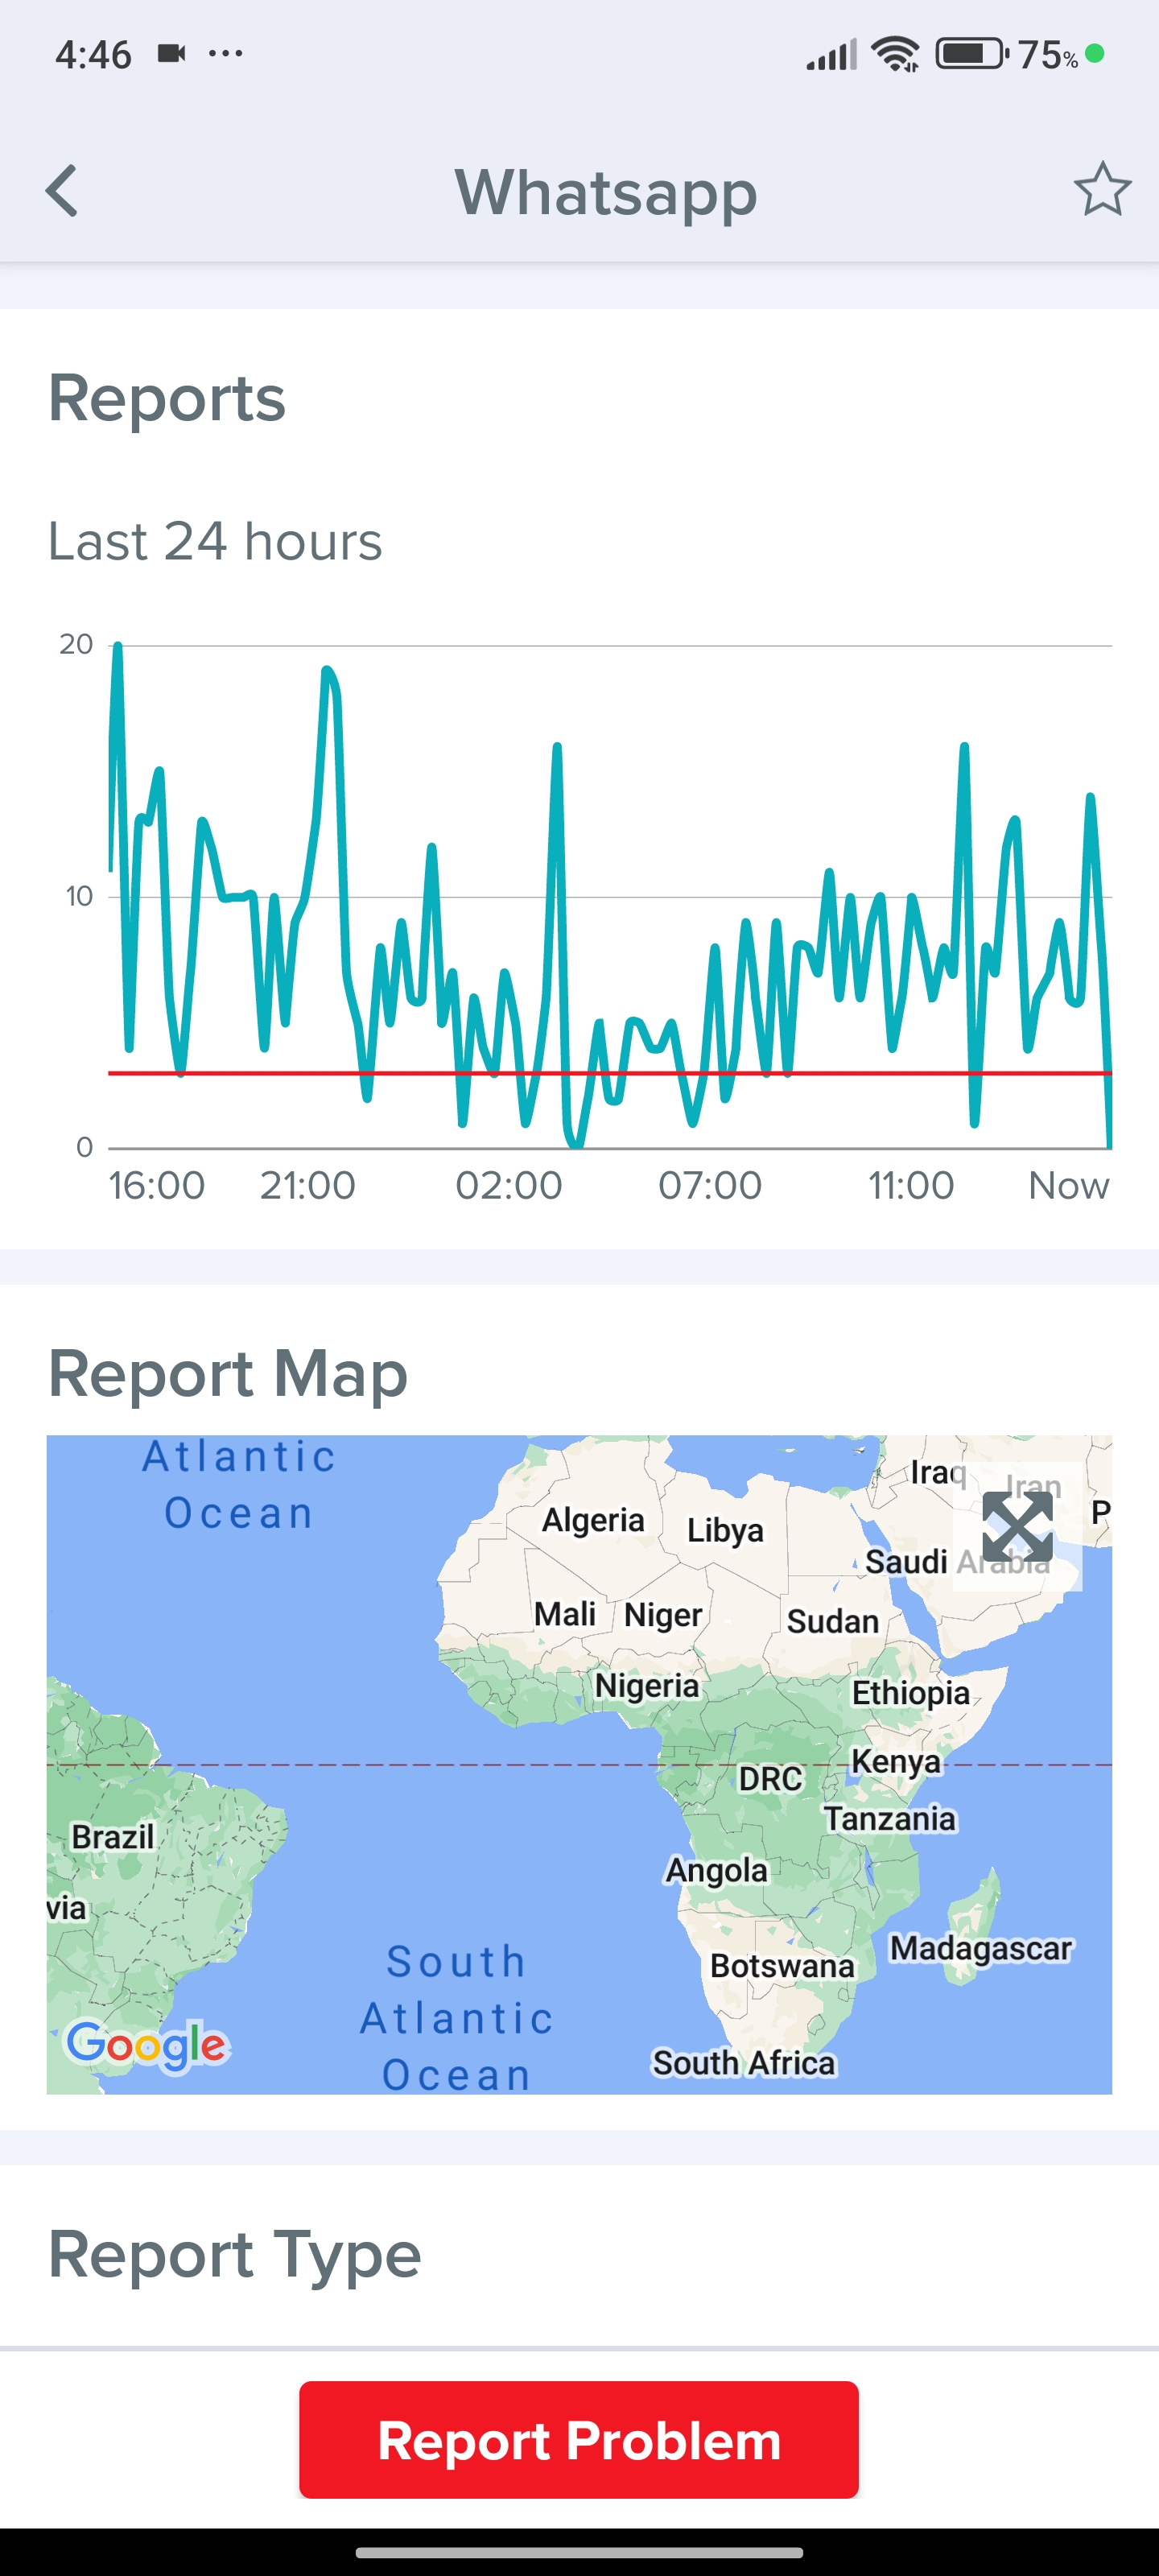 4:46 ... 75%
Whatsapp
Reports
Last 24 hours
20
10
0
16:00 21:00 02:00 07:00 11:00 Now
Report Map
Atlantic
Ocean
Iraq
Iran
P
Algeria
Libya
Saudi Arabia
Mali Niger
Sudan
Nigeria
Ethiopia
Kenya
DRC
Tanzania
Brazil
Angola
via
Madagascar
South
Atlantic
Ocean
Botswana
Google
South Africa
Report Type
Report Problem